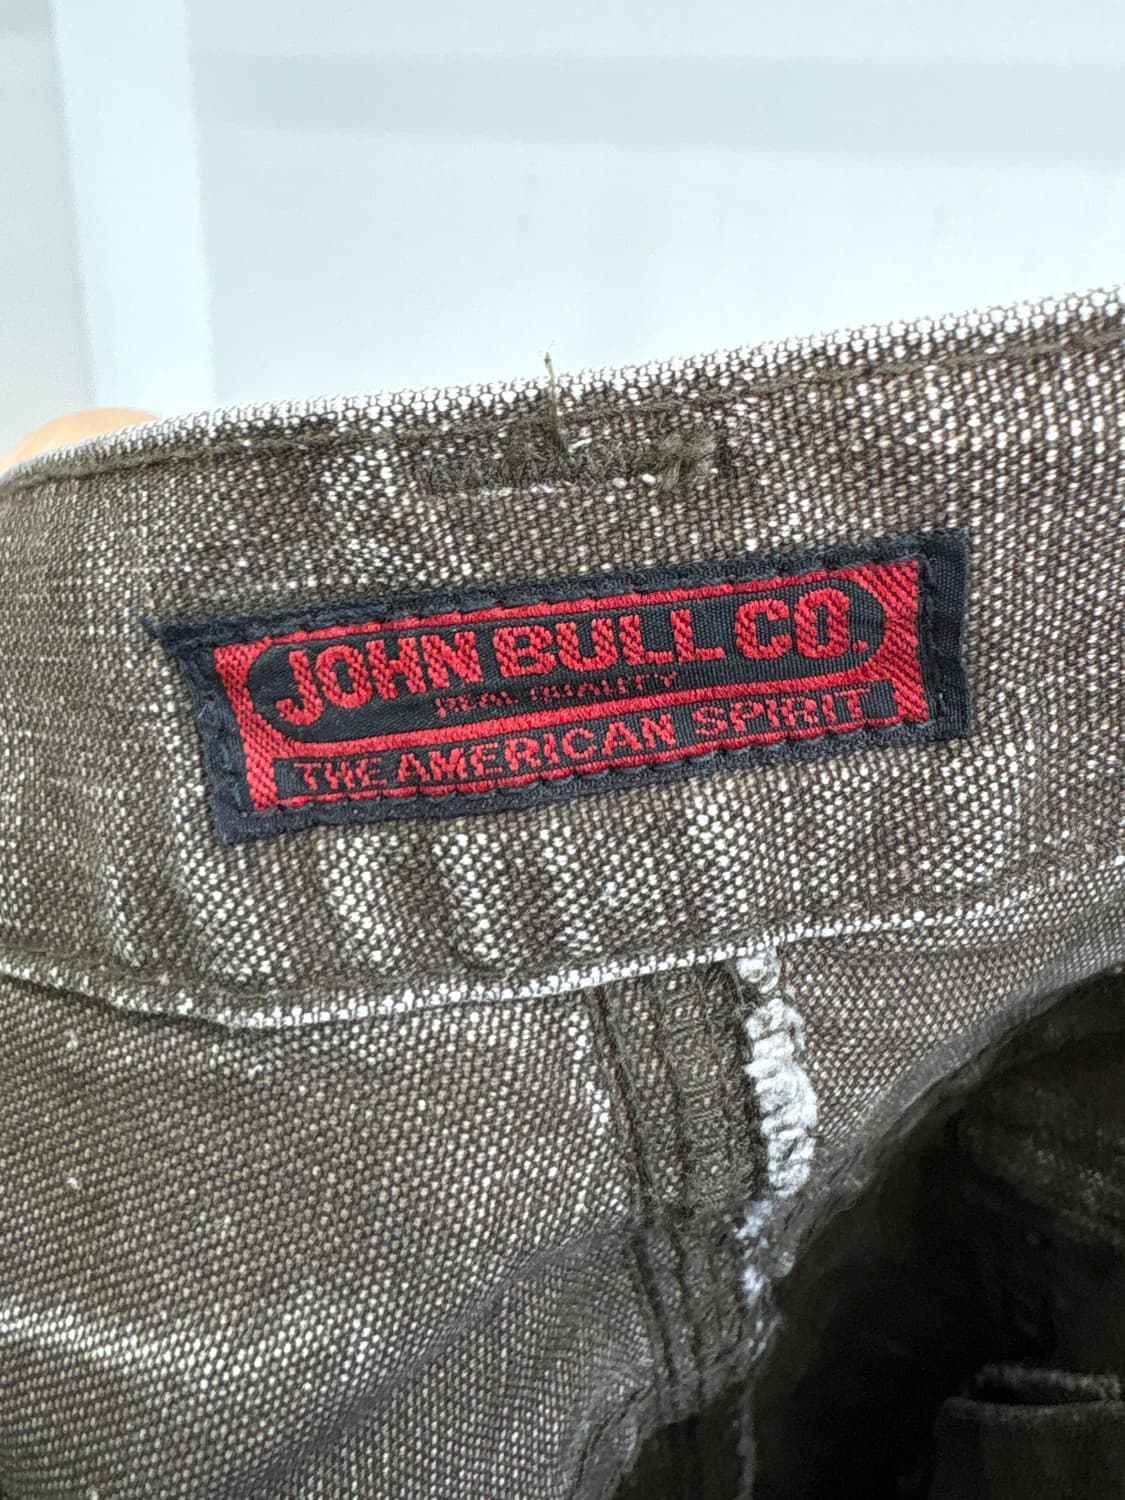 JOHN BULL CO.
REAL QUALITY
THE AMERICAN SPIRIT